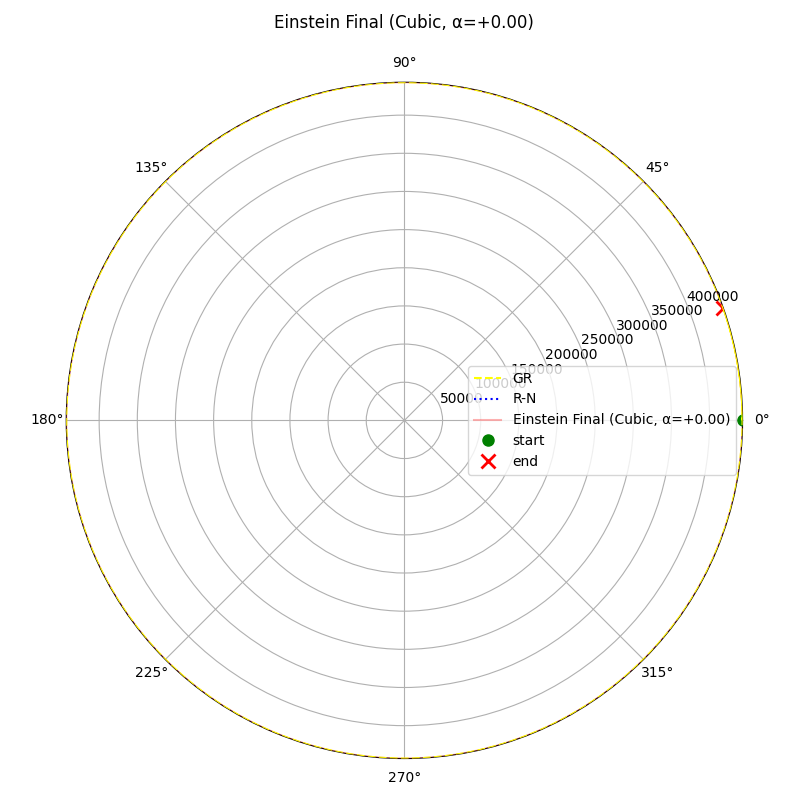 Einstein Final (Cubic, α=+0.00)
90°
135°
45°
400000
350000
300000
250000
200000
150000
100000
50000
GR
R-N
Einstein Final (Cubic, α=+0.00)
start
end
180°
0°
225°
315°
270°